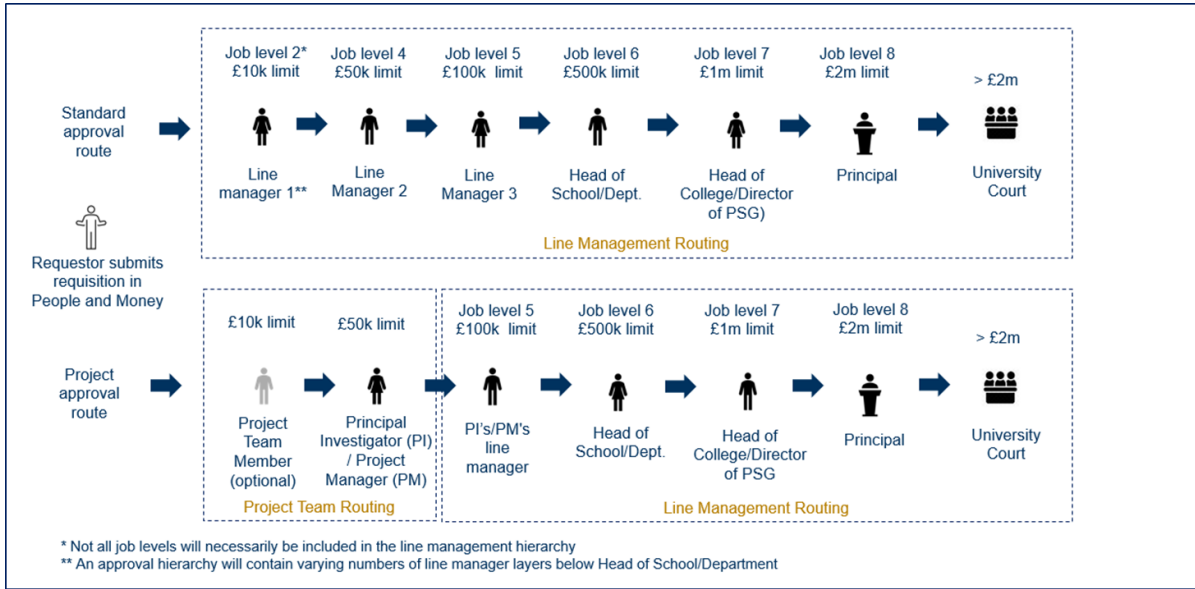 Job level 2*
£10k limit
Job level 4
£50k limit
Job level 5
£100k  limit
Job level 6
£500k limit
Job level 7
£1m limit
Job level 8
£2m limit
> £2m
Standard
approval
route
Line
manager 1**
Line
Manager 2
Line
Manager 3
Head of
School/Dept.
Head of
College/Director
of PSG)
Principal
University
Court
Line Management Routing
Requestor submits
requisition in
People and Money
£10k limit
£50k limit
Job level 5
£100k  limit
Job level 6
£500k limit
Job level 7
£1m limit
Job level 8
£2m limit
> £2m
Project
approval
route
Project
Team
Member
(optional)
Principal
Investigator (PI)
/ Project
Manager (PM)
PI's/PM's
line
manager
Head of
School/Dept.
Head of
College/Director
of PSG
Principal
University
Court
Project Team Routing
Line Management Routing
* Not all job levels will necessarily be included in the line management hierarchy
** An approval hierarchy will contain varying numbers of line manager layers below Head of School/Department